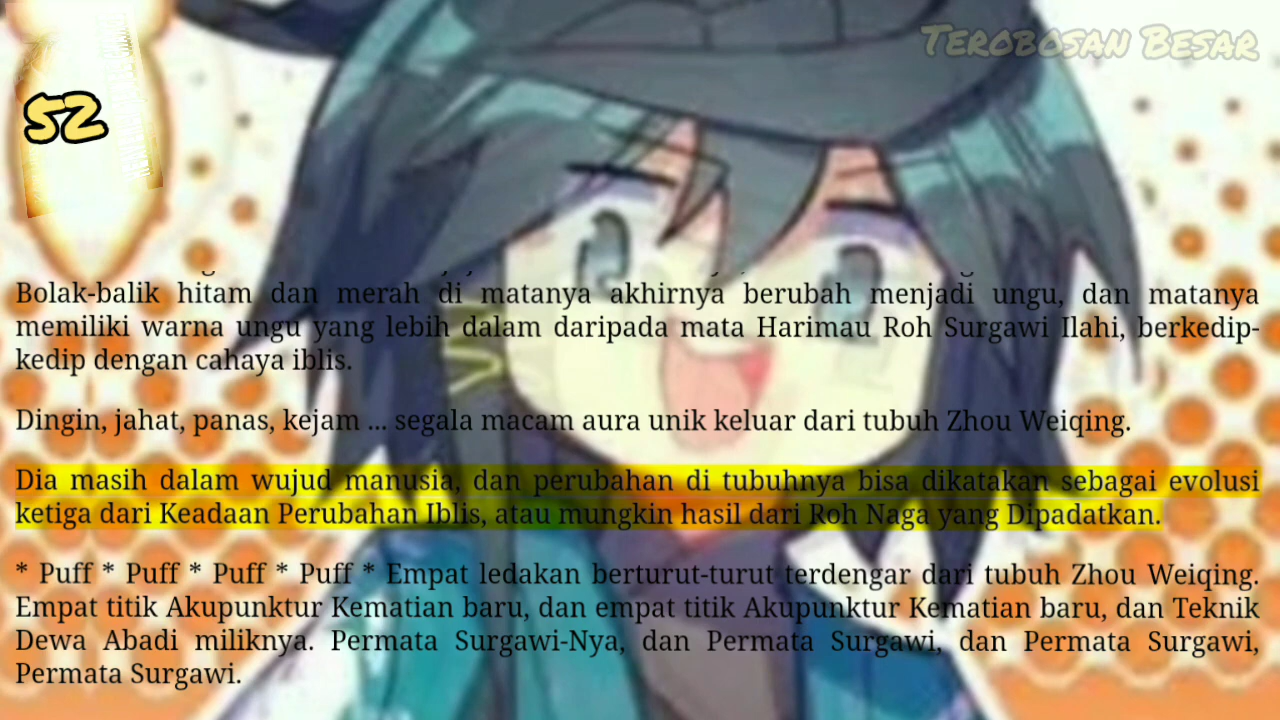 Terobosan Besar
52
Bolak-balik hitam dan merah di matanya akhirnya berubah menjadi ungu, dan matanya
memiliki warna ungu yang lebih dalam daripada mata Harimau Roh Surgawi Ilahi, berkedip-
kedip dengan cahaya iblis.
Dingin, jahat, panas, kejam ... segala macam aura unik keluar dari tubuh Zhou Weiqing.
Dia masih dalam wujud manusia, dan perubahan di tubuhnya bisa dikatakan sebagai evolusi
ketiga dari Keadaan Perubahan Iblis, atau mungkin hasil dari Roh Naga yang Dipadatkan.
* Puff * Puff * Puff * Puff * Empat ledakan berturut-turut terdengar dari tubuh Zhou Weiqing.
Empat titik Akupunktur Kematian baru, dan empat titik Akupunktur Kematian baru, dan Teknik
Dewa Abadi miliknya. Permata Surgawi-Nya, dan Permata Surgawi, dan Permata Surgawi,
Permata Surgawi.